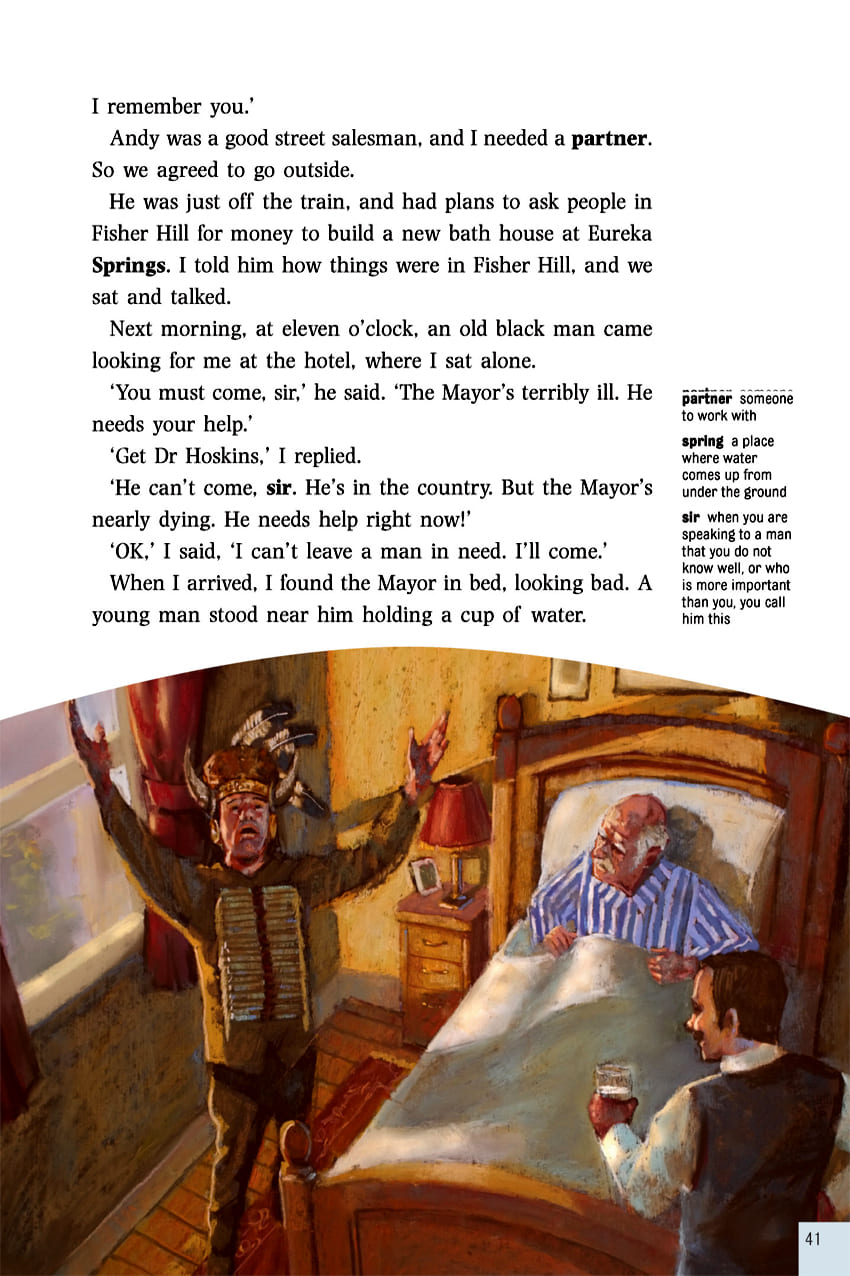 I remember you.’
Andy was a good street salesman, and I needed a partner.
So we agreed to go outside.
He was just off the train, and had plans to ask people in
Fisher Hill for money to build a new bath house at Eureka
Springs. I told him how things were in Fisher Hill, and we
sat and talked.
Next morning, at eleven o’clock, an old black man came
looking for me at the hotel, where I sat alone.
‘You must come, sir,’ he said. ‘The Mayor’s terribly ill. He
needs your help.’
‘Get Dr Hoskins,’ I replied.
‘He can’t come, sir. He’s in the country. But the Mayor’s
nearly dying. He needs help right now!’
‘OK,’ I said, ‘I can’t leave a man in need. I’ll come.’
When I arrived, I found the Mayor in bed, looking bad. A
young man stood near him holding a cup of water.
partner someone
to work with
spring a place
where water
comes up from
under the ground
sir when you are
speaking to a man
that you do not
know well, or who
is more important
than you, you call
him this
41